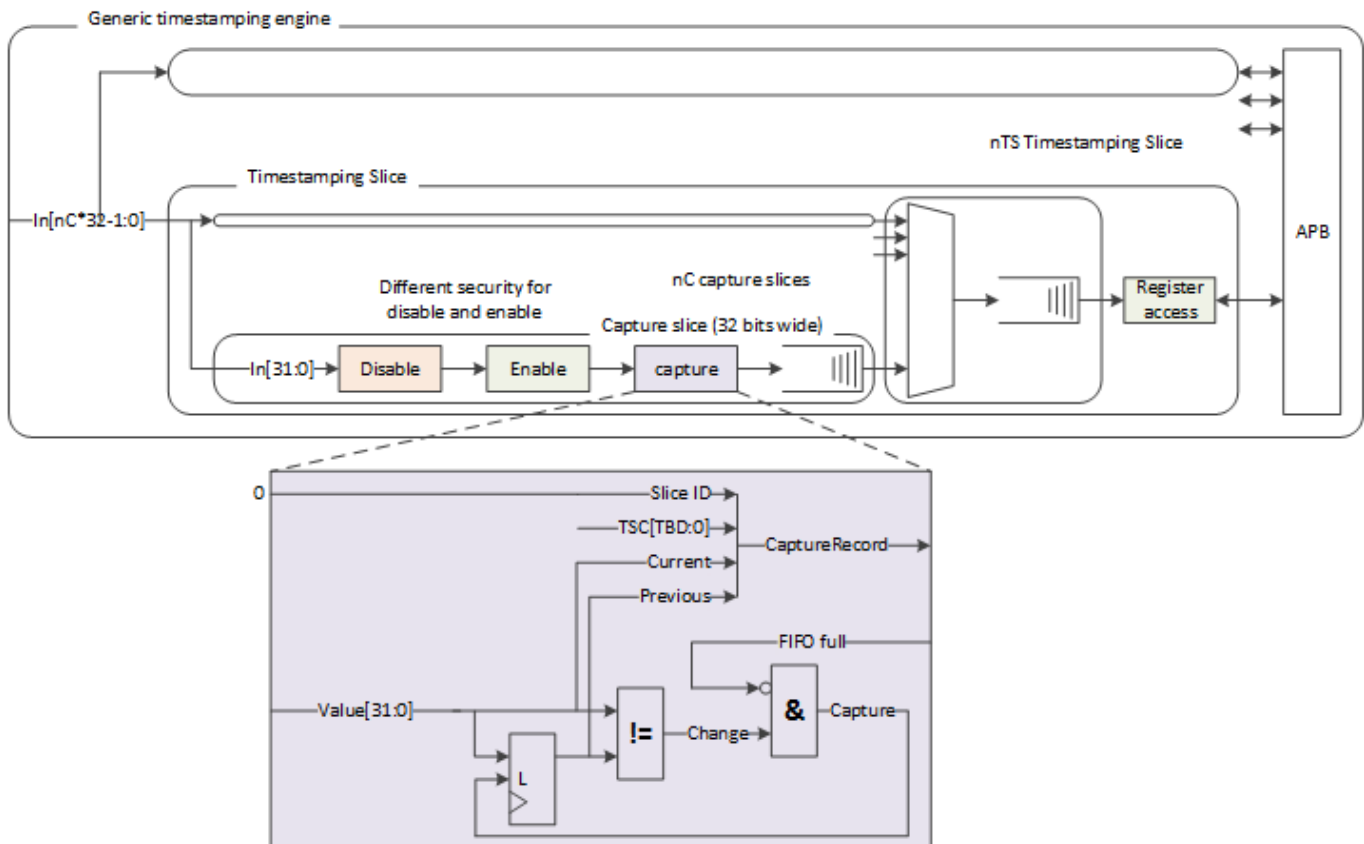 Generic timestamping engine
nTS Timestamping Slice
Timestamping Slice
In[nC*32-1:0]
APB
Different security for
disable and enable
nC capture slices
Register
access
Capture slice (32 bits wide)
In[31:0]
Disable
Enable
capture
0
Slice ID
TSC[TBD:0]
CaptureRecord
Current
Previous
FIFO full
Value[31:0]
!=
Change
&
Capture
L